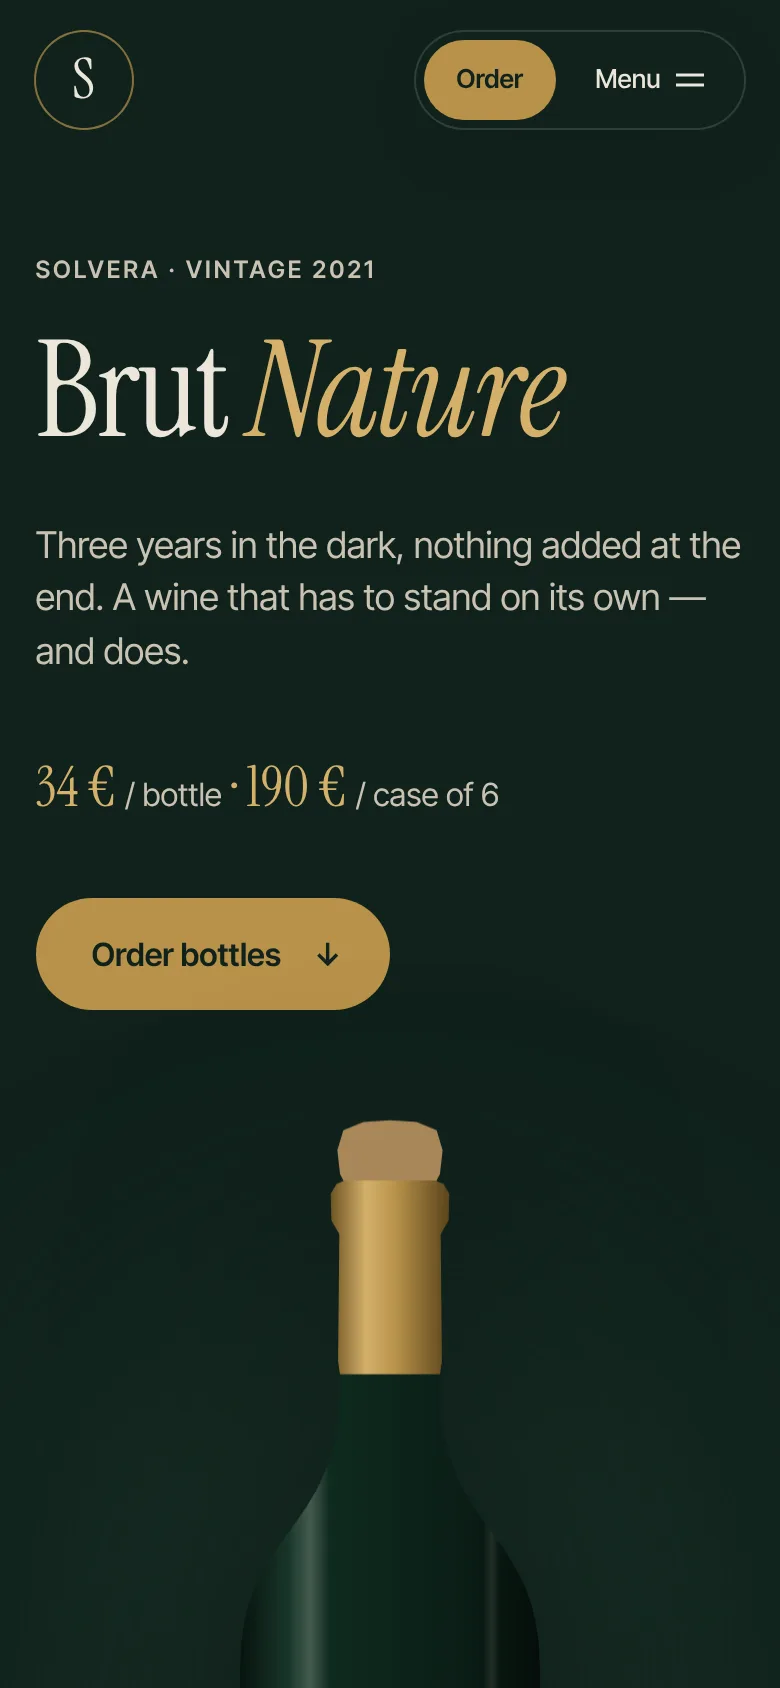 S
Order Menu
SOLVERA · VINTAGE 2021
Brut Nature
Three years in the dark, nothing added at the
end. A wine that has to stand on its own —
and does.
34 € / bottle · 190 € / case of 6
Order bottles ↓